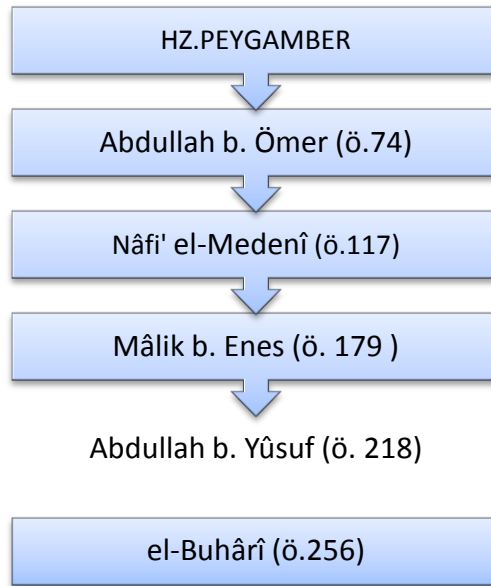 HZ.PEYGAMBER
Abdullah b. Ömer (ö.74)
Nâfi' el-Medenî (ö.117)
Mâlik b. Enes (ö. 179 )
Abdullah b. Yûsuf (ö. 218)
el-Buhârî (ö.256)